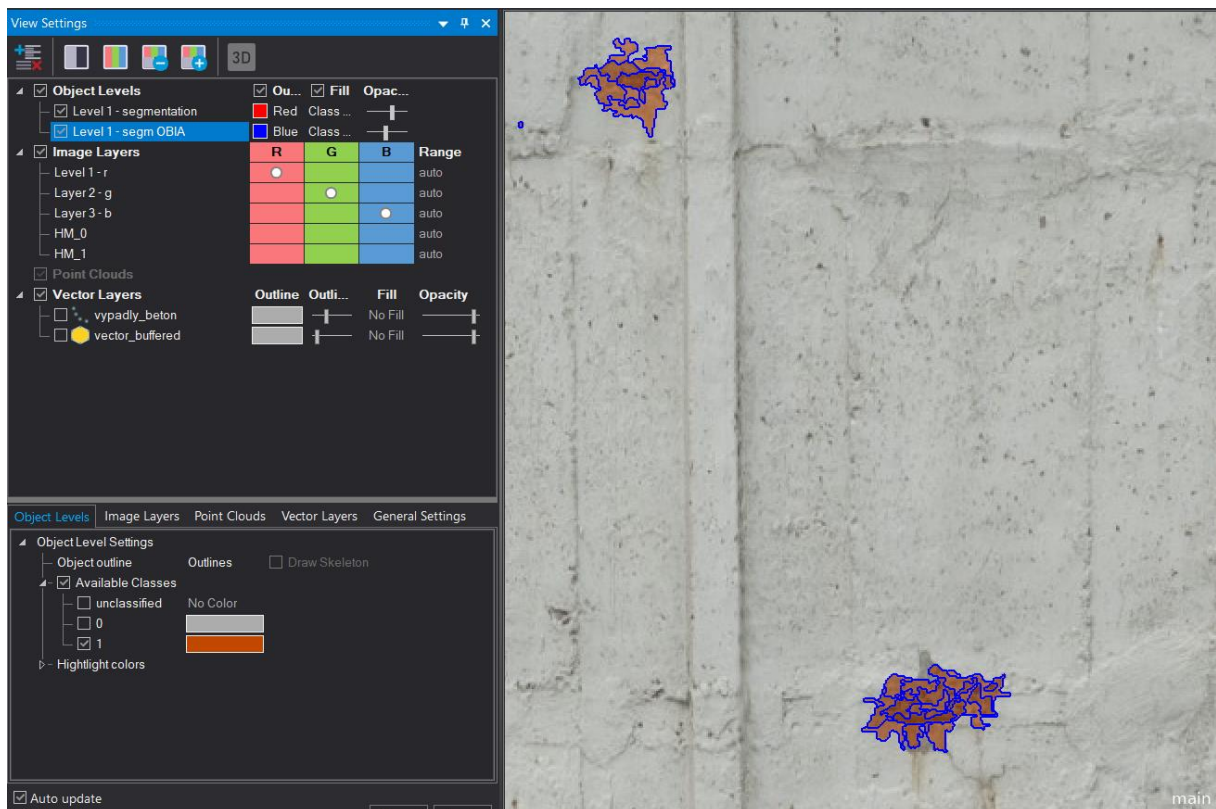 View Settings
3D
Object Levels Ou... Fill Opac...
Level 1 - segmentation Red Class ...
Level 1 - segm OBIA Blue Class ...
Image Layers R G B Range
Level 1 - r auto
Layer 2 - g auto
Layer 3 - b auto
HM_0 auto
HM_1 auto
Point Clouds
Vector Layers Outline Outli... Fill Opacity
vypadly_beton No Fill
vector_buffered No Fill
Object Levels Image Layers Point Clouds Vector Layers General Settings
Object Level Settings
Object outline Outlines Draw Skeleton
Available Classes
unclassified No Color
0
1
Hightlight colors
Auto update
main